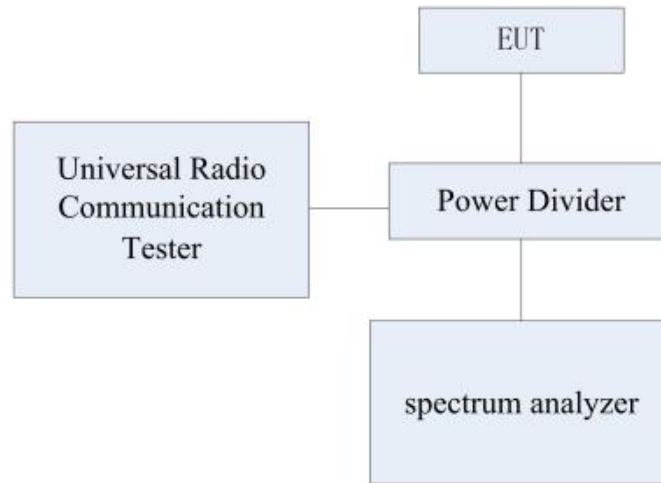 EUT
Universal Radio
Communication
Tester
Power Divider
spectrum analyzer